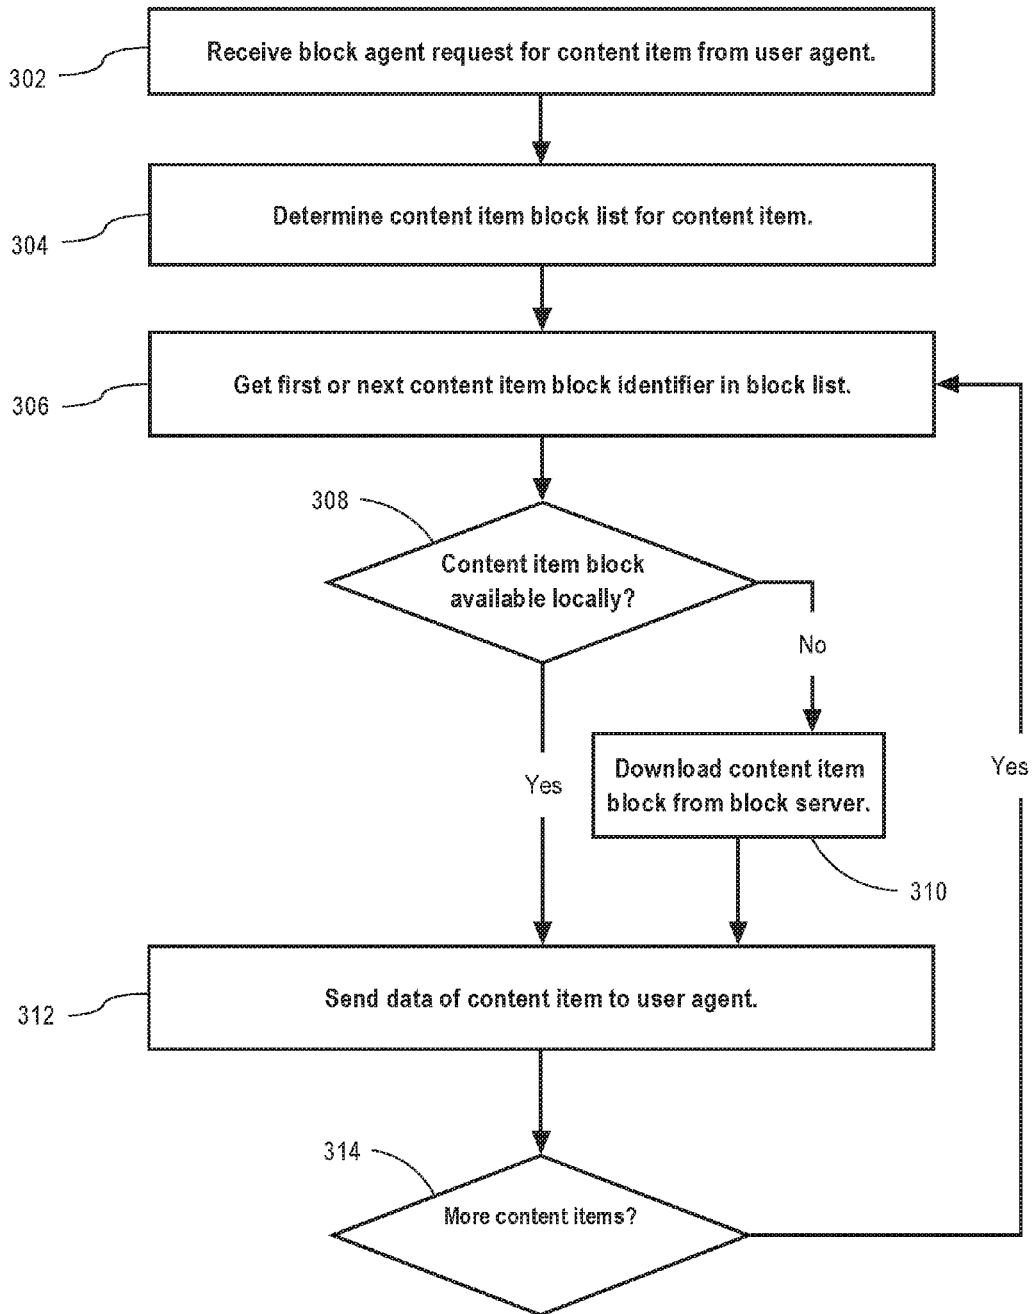 Receive block agent request for content item from user agent.
302
Determine content item block list for content item.
304
Get first or next content item block identifier in block list.
306
308
Content item block
available locally?
No
Yes
Download content item
block from block server.
Yes
310
Send data of content item to user agent.
312
314
More content items?